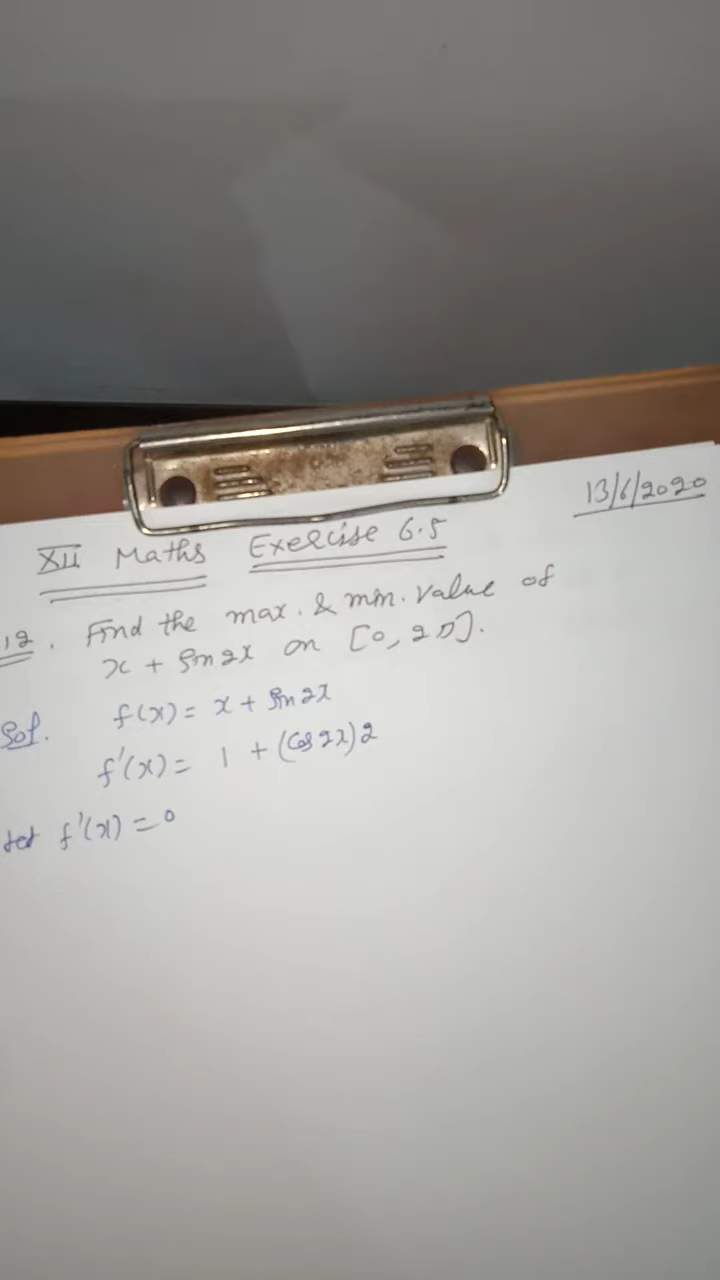 13/6/2020
XII Maths Exercise 6.5
12. Find the max. & min. value of
x + sin 2x on [0, 2π].
Sol. f(x) = x + sin 2x
f'(x) = 1 + (cos 2x) 2
let f'(x) = 0